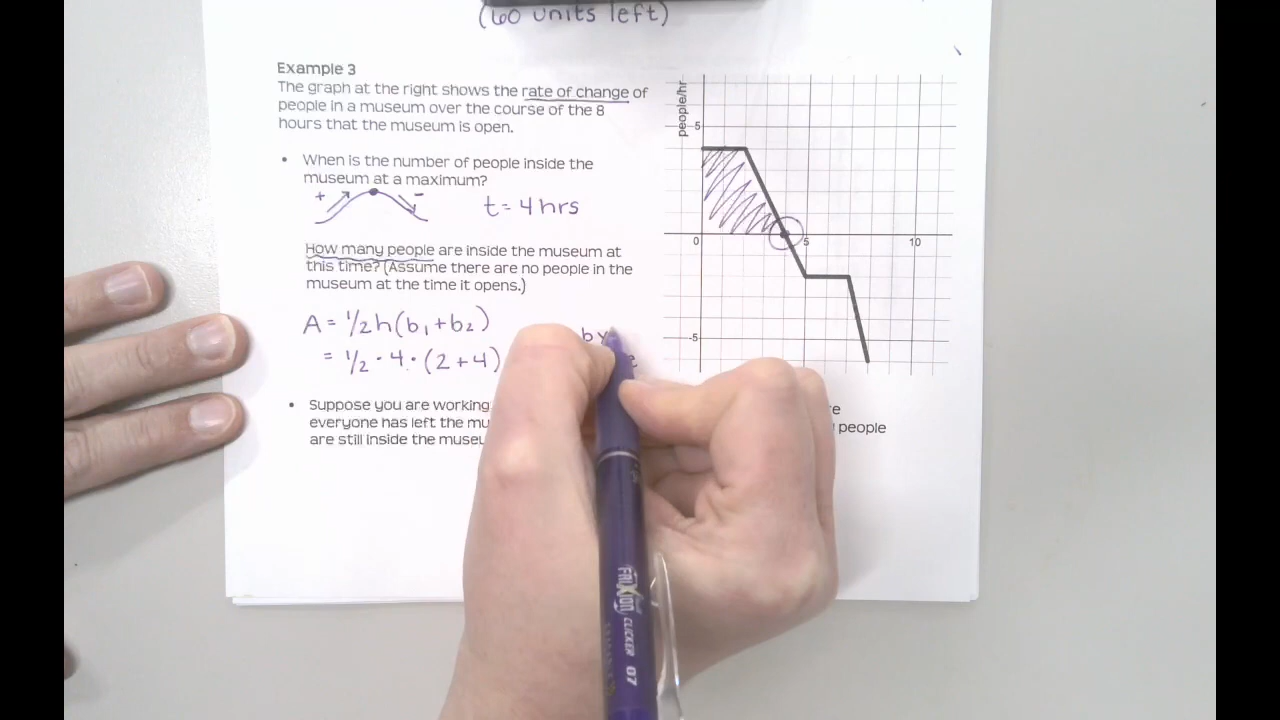 (60 units left)
Example 3
The graph at the right shows the rate of change of
people in a museum over the course of the 8
hours that the museum is open.
• When is the number of people inside the
museum at a maximum?
+ −
t = 4 hrs
How many people are inside the museum at
this time? (Assume there are no people in the
museum at the time it opens.)
A = 1/2 h (b₁ + b₂)
= 1/2 · 4 · (2 + 4)
by
• Suppose you are working
everyone has left the mu
are still inside the museu
people
people/hr
5
0
5
10
-5
FRIXION CLICKER 07